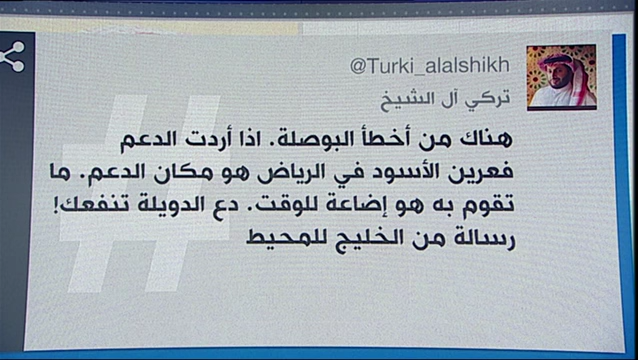 @Turki_alalshikh
تركي آل الشيخ
هناك من أخطأ البوصلة. اذا أردت الدعم
فعرين الأسود في الرياض هو مكان الدعم. ما
تقوم به هو إضاعة للوقت. دع الدويلة تنفعك!
رسالة من الخليج للمحيط